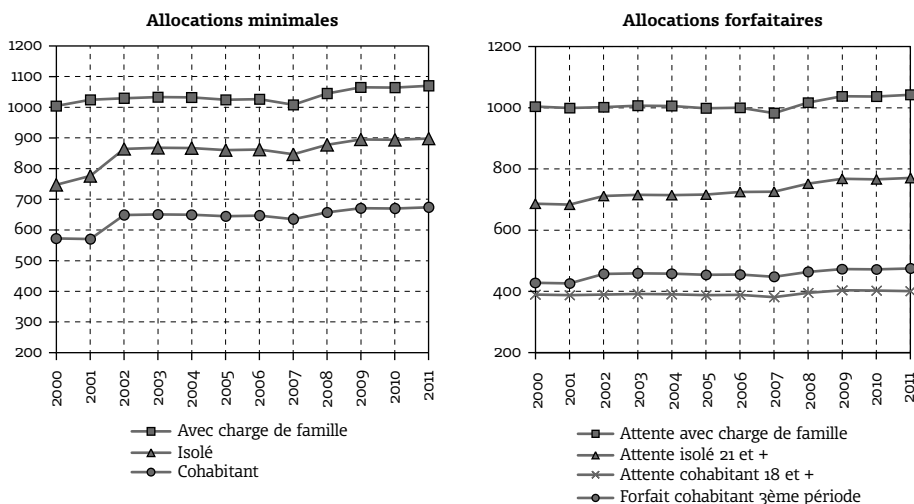 Allocations minimales
1200
1100
1000
900
800
700
600
500
400
300
200
2000 2001 2002 2003 2004 2005 2006 2007 2008 2009 2010 2011
Avec charge de famille
Isolé
Cohabitant
Allocations forfaitaires
1200
1000
800
600
400
200
2000 2001 2002 2003 2004 2005 2006 2007 2008 2009 2010 2011
Attente avec charge de famille
Attente isolé 21 et +
Attente cohabitant 18 et +
Forfait cohabitant 3ème période